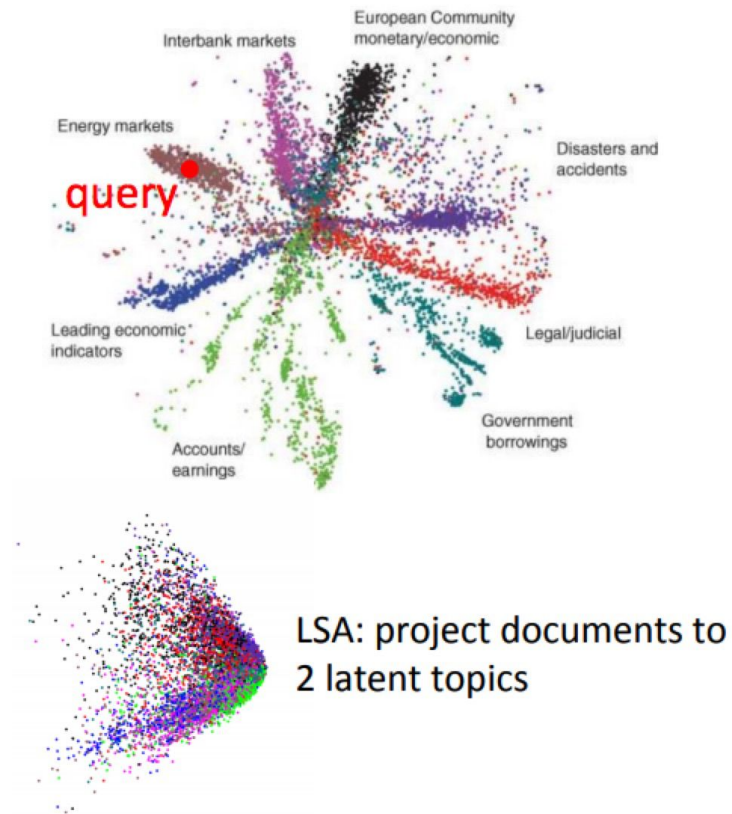 European Community
monetary/economic
Interbank markets
Energy markets
Disasters and
accidents
query
Leading economic
indicators
Legal/judicial
Government
borrowings
Accounts/
earnings
LSA: project documents to
2 latent topics